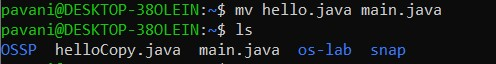 pavani@DESKTOP-38OLEIN:~$ mv hello.java main.java
pavani@DESKTOP-38OLEIN:~$ ls
OSSP helloCopy.java main.java os-lab snap